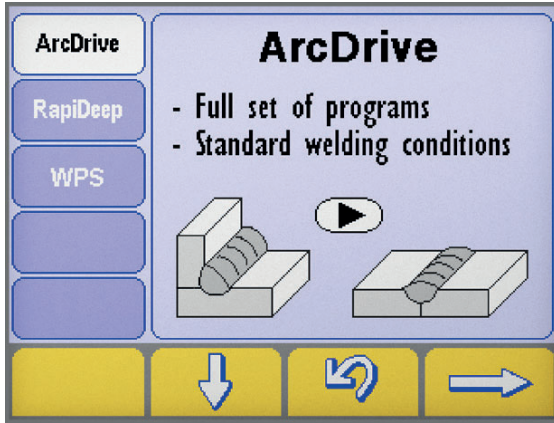 ArcDrive
RapiDeep
WPS
ArcDrive
- Full set of programs
- Standard welding conditions